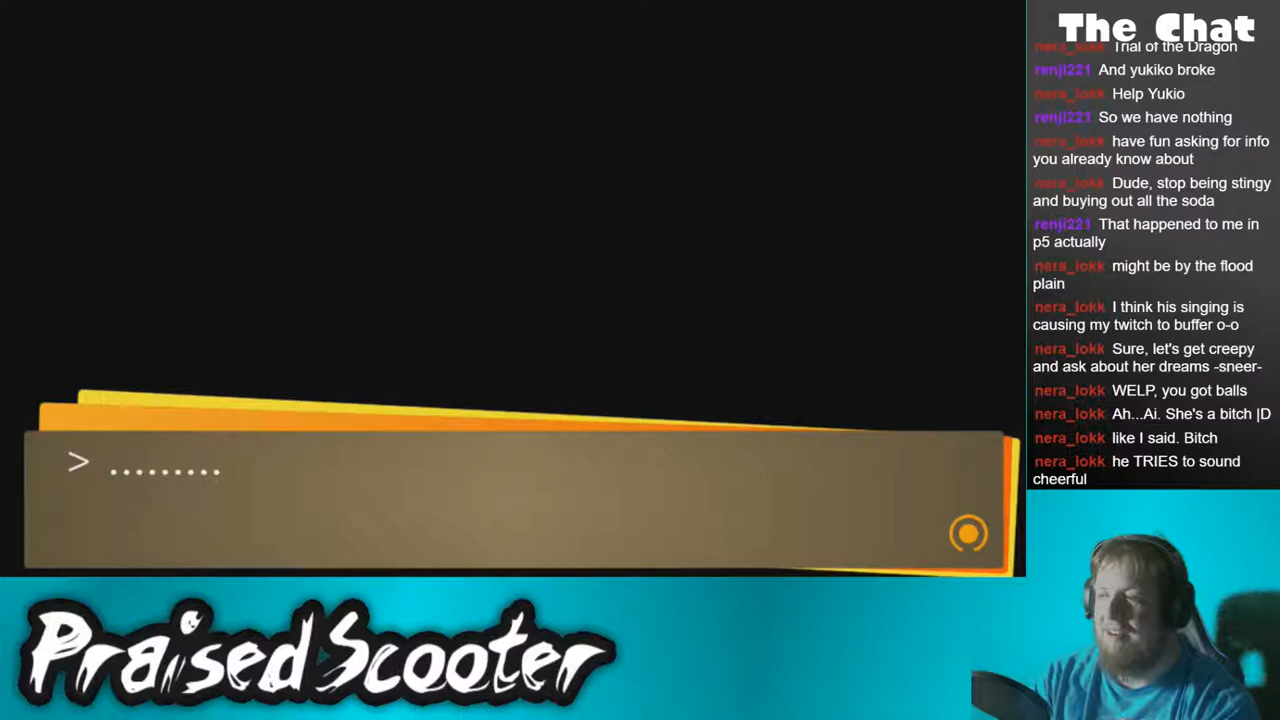 The Chat
nera_lokk Trial of the Dragon
renji221 And yukiko broke
nera_lokk Help Yukio
renji221 So we have nothing
nera_lokk have fun asking for info
you already know about
nera_lokk Dude, stop being stingy
and buying out all the soda
renji221 That happened to me in
p5 actually
nera_lokk might be by the flood
plain
nera_lokk I think his singing is
causing my twitch to buffer o-o
nera_lokk Sure, let's get creepy
and ask about her dreams -sneer-
nera_lokk WELP, you got balls
nera_lokk Ah...Ai. She's a bitch |D
nera_lokk like I said. Bitch
nera_lokk he TRIES to sound
cheerful
> .........
PraisedScooter